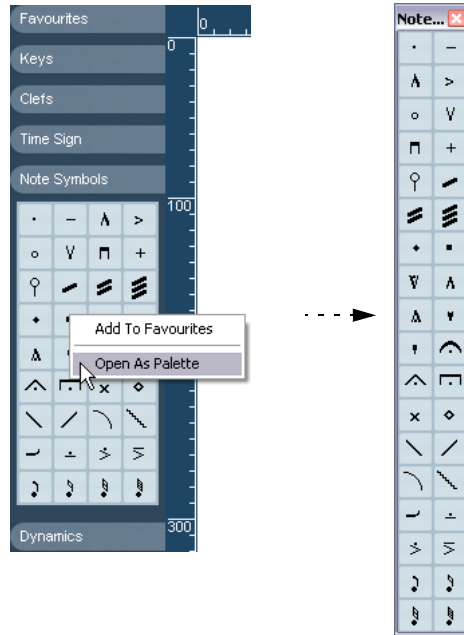 Favourites
Keys
Clefs
Time Sign
Note Symbols
Add To Favourites
Open As Palette
Dynamics
0
0
100
300
Note...